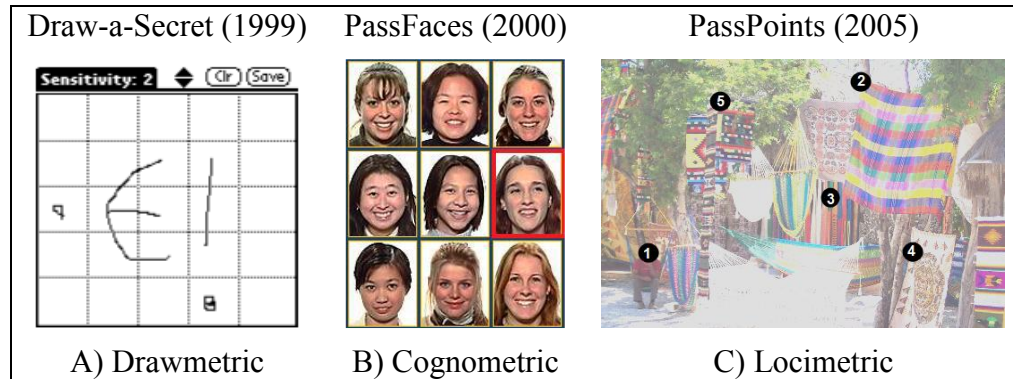 Draw-a-Secret (1999) PassFaces (2000) PassPoints (2005)
Sensitivity: 2 Clr Save
5
2
3
1
4
A) Drawmetric B) Cognometric C) Locimetric